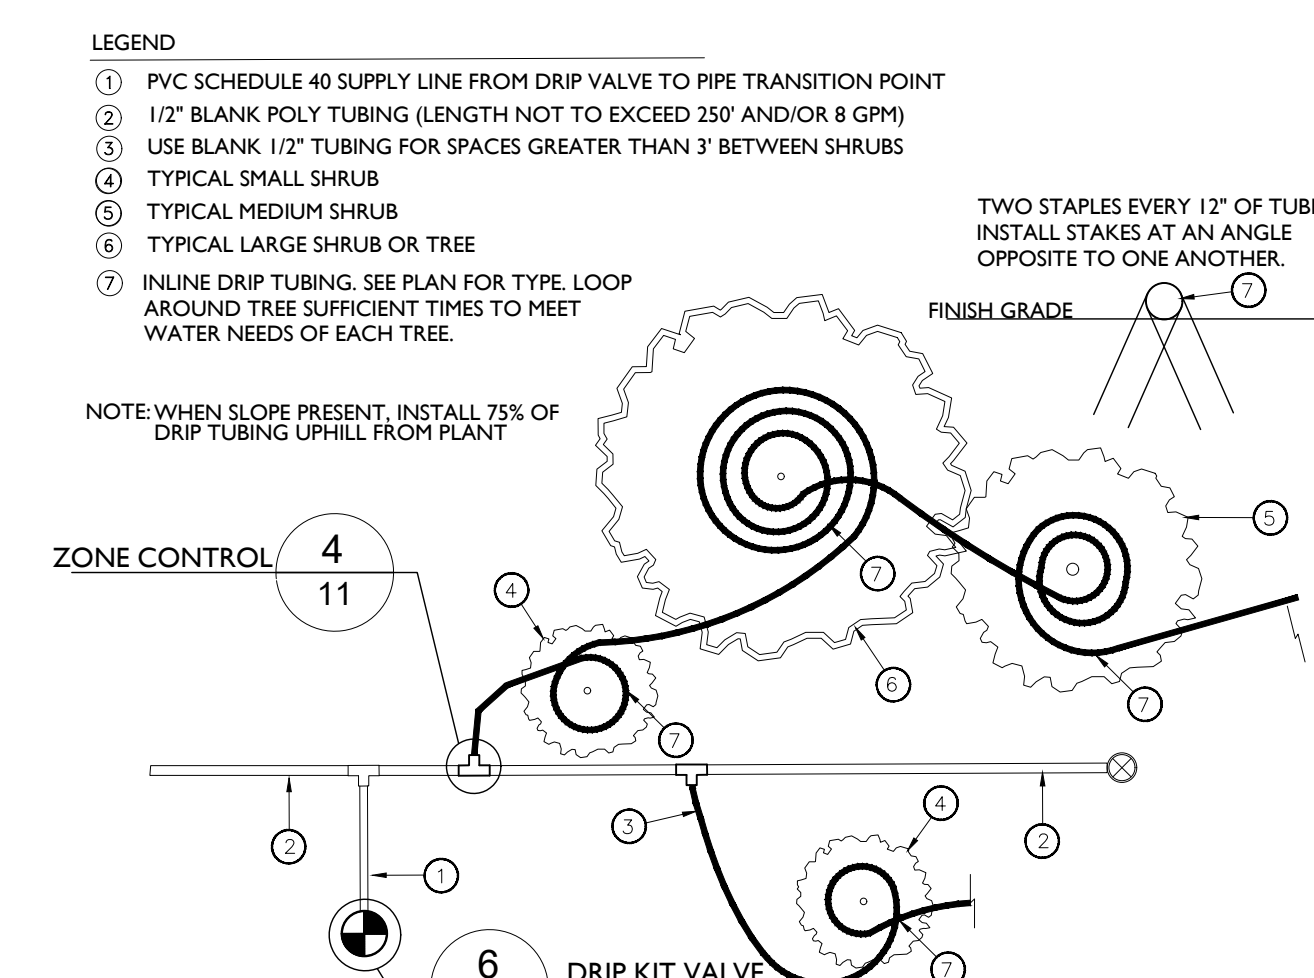 LEGEND
1 PVC SCHEDULE 40 SUPPLY LINE FROM DRIP VALVE TO PIPE TRANSITION POINT
2 1/2" BLANK POLY TUBING (LENGTH NOT TO EXCEED 250' AND/OR 8 GPM)
3 USE BLANK 1/2" TUBING FOR SPACES GREATER THAN 3' BETWEEN SHRUBS
4 TYPICAL SMALL SHRUB
5 TYPICAL MEDIUM SHRUB
6 TYPICAL LARGE SHRUB OR TREE
7 INLINE DRIP TUBING. SEE PLAN FOR TYPE. LOOP
AROUND TREE SUFFICIENT TIMES TO MEET
WATER NEEDS OF EACH TREE.
NOTE: WHEN SLOPE PRESENT, INSTALL 75% OF
DRIP TUBING UPHILL FROM PLANT
TWO STAPLES EVERY 12" OF
INSTALL STAKES AT AN ANGLE
OPPOSITE TO ONE ANOTHER.
7
FINISH GRADE
5
ZONE CONTROL
4
11
4
7
6
7
7
3
4
2
2
1
7
6
DRIP KIT VALVE